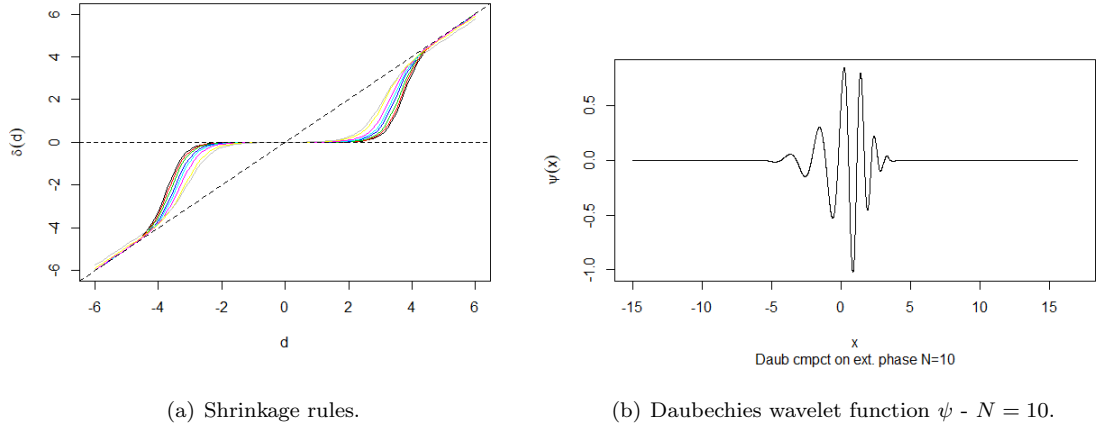 δ(d)
6
4
2
0
-2
-4
-6
-6 -4 -2 0 2 4 6
d
(a) Shrinkage rules.
ψ(x)
0.5
0.0
-0.5
-1.0
-15 -10 -5 0 5 10 15
x
Daub cmpct on ext. phase N=10
(b) Daubechies wavelet function ψ - N = 10.